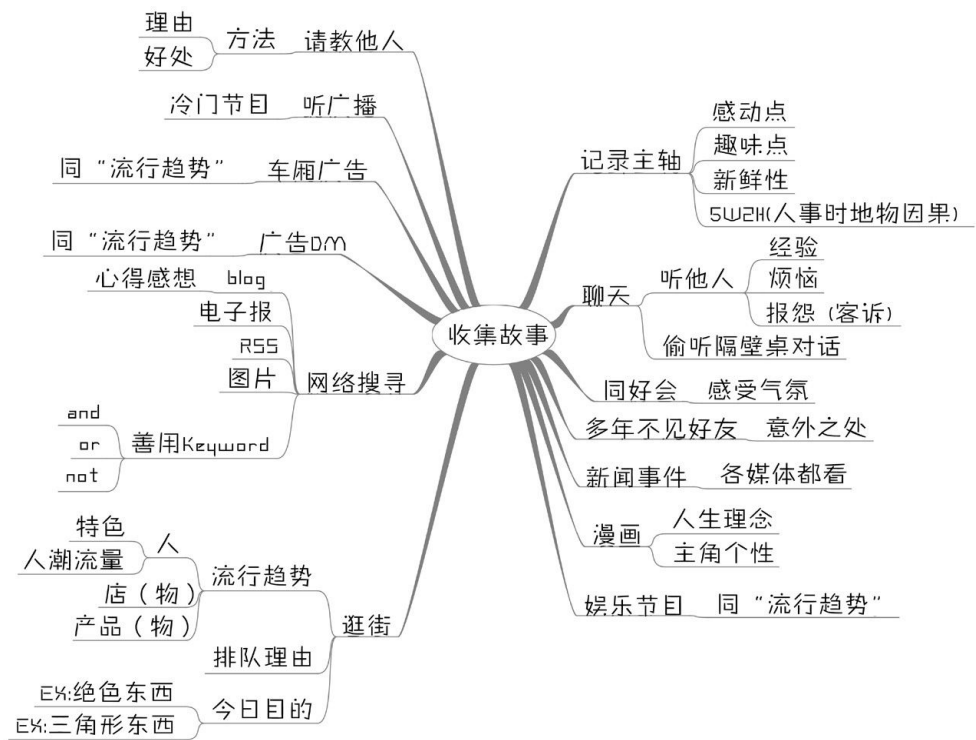 收集故事
记录主轴
感动点
趣味点
新鲜性
5W2H(人事时地物因果)
聊天
听他人
经验
烦恼
报怨（客诉）
偷听隔壁桌对话
同好会
感受气氛
多年不见好友
意外之处
新闻事件
各媒体都看
漫画
人生理念
主角个性
娱乐节目
同“流行趋势”
请教他人
方法
理由
好处
听广播
冷门节目
车厢广告
同“流行趋势”
广告DM
同“流行趋势”
网络搜寻
blog
心得感想
电子报
RSS
图片
善用Keyword
and
or
not
逛街
流行趋势
人
特色
人潮流量
店（物）
产品（物）
排队理由
今日目的
EX:绝色东西
EX:三角形东西